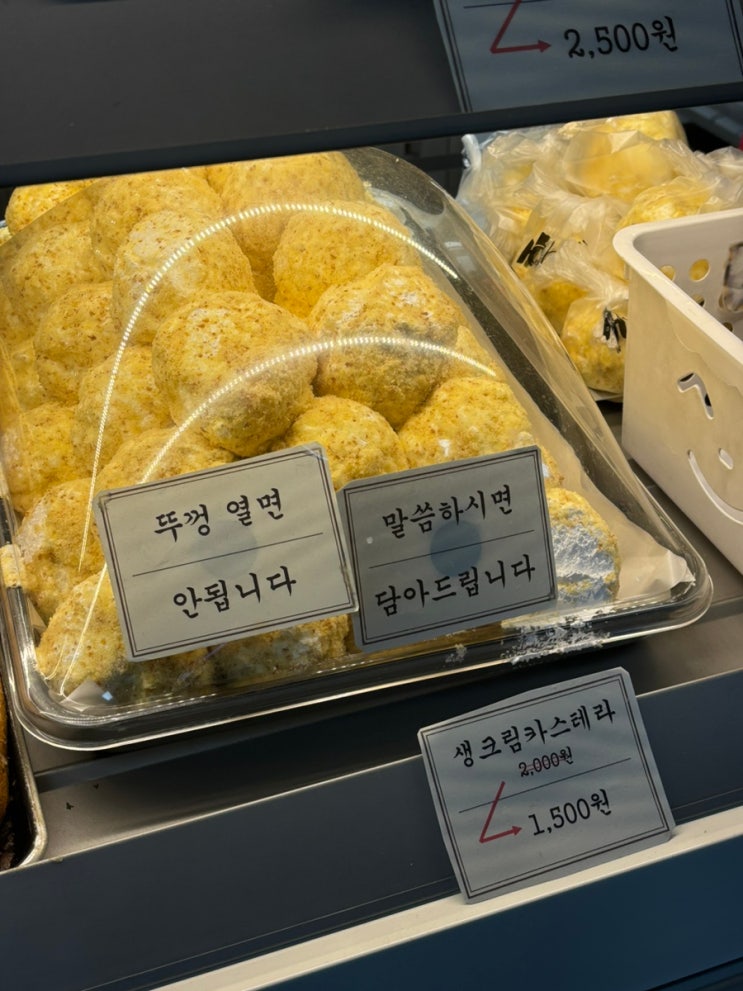 2,500원
뚜껑 열면
안됩니다
말씀하시면
담아드립니다
생크림카스테라
2,000원
1,500원